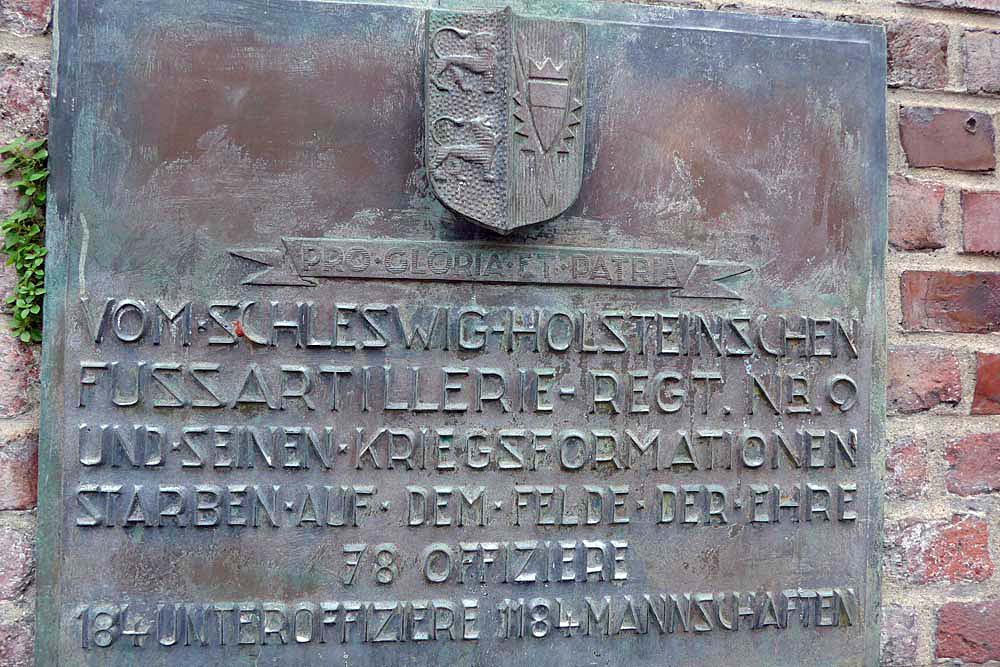 PRO·GLORIA·ET·PATRIA
VOM·SCHLESWIG-HOLSTEINSCHEN
FUSSARTILLERIE-REGT. NR. 9
UND·SEINEN·KRIEGSFORMATIONEN
STARBEN·AUF·DEM·FELDE·DER·EHRE
78 OFFIZIERE
184 UNTEROFFIZIERE 1184 MANNSCHAFTEN